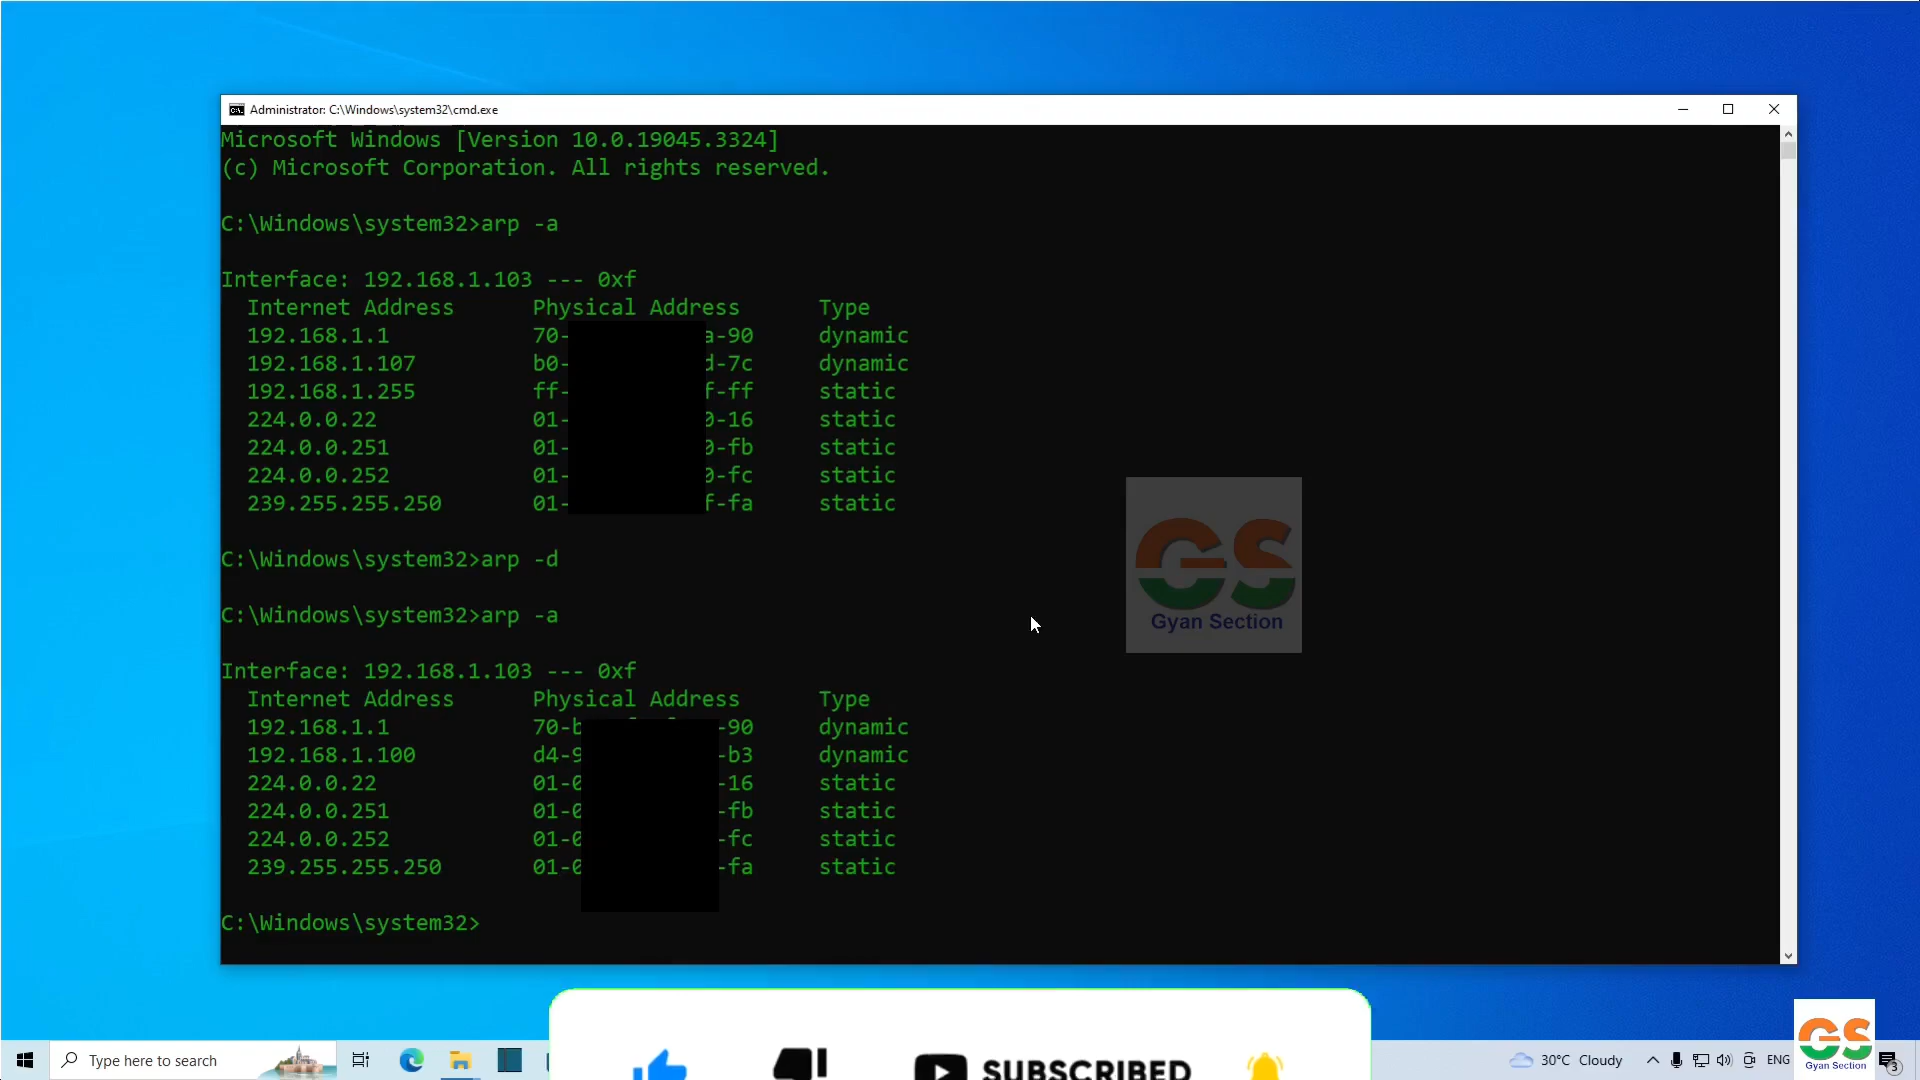 Administrator: C:\Windows\system32\cmd.exe
Microsoft Windows [Version 10.0.19045.3324]
(c) Microsoft Corporation. All rights reserved.
C:\Windows\system32>arp -a
Interface: 192.168.1.103 --- 0xf
Internet Address Physical Address Type
192.168.1.1 70- a-90 dynamic
192.168.1.107 b0- d-7c dynamic
192.168.1.255 ff- f-ff static
224.0.0.22 01- 0-16 static
224.0.0.251 01- 0-fb static
224.0.0.252 01- 0-fc static
239.255.255.250 01- f-fa static
C:\Windows\system32>arp -d
C:\Windows\system32>arp -a
Interface: 192.168.1.103 --- 0xf
Internet Address Physical Address Type
192.168.1.1 70-b -90 dynamic
192.168.1.100 d4-9 -b3 dynamic
224.0.0.22 01-0 -16 static
224.0.0.251 01-0 -fb static
224.0.0.252 01-0 -fc static
239.255.255.250 01-0 -fa static
C:\Windows\system32>
GS
Gyan Section
SUBSCRIBED
Type here to search
30°C Cloudy
ENG
GS
Gyan Section
3